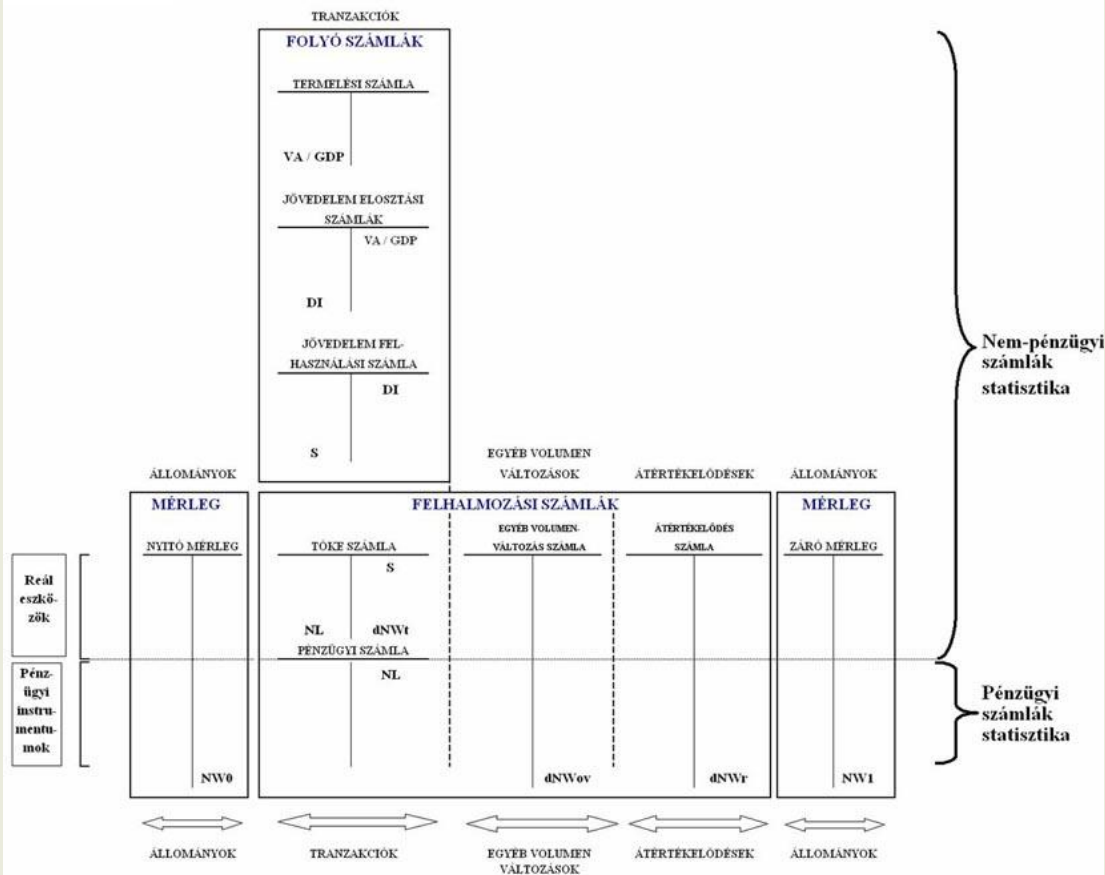 TRANZAKCIÓK
FOLYÓ SZÁMLÁK
TERMELÉSI SZÁMLA
VA / GDP
JÖVEDELEM ELOSZTÁSI
SZÁMLÁK
VA / GDP
DI
JÖVEDELEM FEL-
HASZNÁLÁSI SZÁMLA
DI
S
Nem-pénzügyi
számlák
statisztika
ÁLLOMÁNYOK
EGYÉB VOLUMEN
VÁLTOZÁSOK
ÁTÉRTÉKELŐDÉSEK
ÁLLOMÁNYOK
MÉRLEG
FELHALMOZÁSI SZÁMLÁK
MÉRLEG
NYITÓ MÉRLEG
TŐKE SZÁMLA
EGYÉB VOLUMEN-
VÁLTOZÁS SZÁMLA
ÁTÉRTÉKELŐDÉS
SZÁMLA
ZÁRÓ MÉRLEG
Reál
eszkö-
zök
S
NL dNWt
PÉNZÜGYI SZÁMLA
NL
Pénz-
ügyi
instru-
mentu-
mok
Pénzügyi
számlák
statisztika
NW0
dNWov
dNWr
NW1
ÁLLOMÁNYOK
TRANZAKCIÓK
EGYÉB VOLUMEN
VÁLTOZÁSOK
ÁTÉRTÉKELŐDÉSEK
ÁLLOMÁNYOK